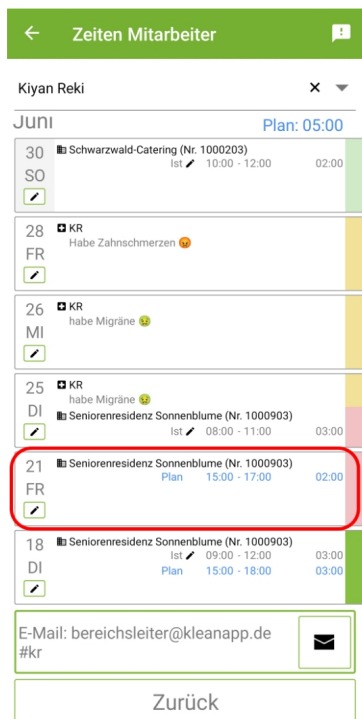 Zeiten Mitarbeiter
Kiyan Reki
Juni Plan: 05:00
30 Schwarzwald-Catering (Nr. 1000203)
SO Ist 10:00 - 12:00 02:00
28 KR
FR Habe Zahnschmerzen 😡
26 KR
MI habe Migräne 🤢
25 KR
DI habe Migräne 🤢
Seniorenresidenz Sonnenblume (Nr. 1000903)
Ist 08:00 - 11:00 03:00
21 Seniorenresidenz Sonnenblume (Nr. 1000903)
FR Plan 15:00 - 17:00 02:00
18 Seniorenresidenz Sonnenblume (Nr. 1000903)
DI Ist 09:00 - 12:00 03:00
Plan 15:00 - 18:00 03:00
E-Mail: bereichsleiter@kleanapp.de
#kr
Zurück